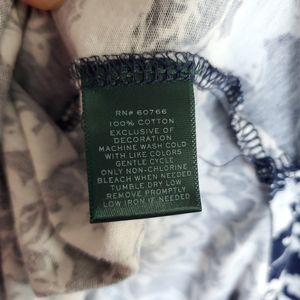 RN# 60766
100% COTTON
EXCLUSIVE OF
DECORATION
MACHINE WASH COLD
WITH LIKE COLORS
GENTLE CYCLE
ONLY NON-CHLORINE
BLEACH WHEN NEEDED
TUMBLE DRY LOW
REMOVE PROMPTLY
LOW IRON IF NEEDED